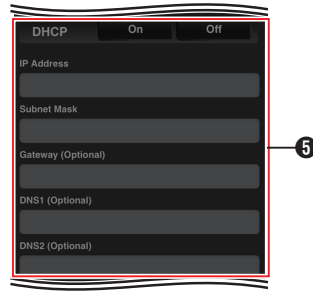 DHCP On Off
IP Address
Subnet Mask
Gateway (Optional)
5
DNS1 (Optional)
DNS2 (Optional)